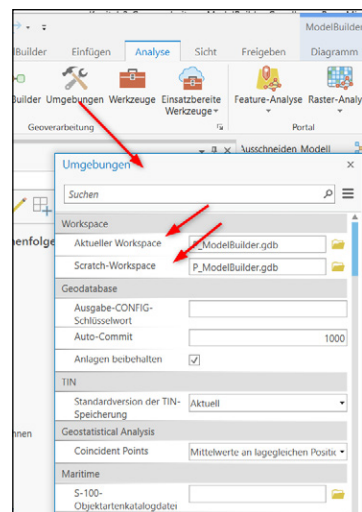 ModelBuilder
lBuilder Einfügen Analyse Sicht Freigeben Diagramm
Builder Umgebungen Werkzeuge Einsatzbereite Werkzeuge Feature-Analyse Raster-Analy
Geoverarbeitung Portal
Ausschneiden Modell
Umgebungen
Suchen
enfolge
Workspace
Aktueller Workspace P_ModelBuilder.gdb
Scratch-Workspace P_ModelBuilder.gdb
Geodatabase
Ausgabe-CONFIG-
Schlüsselwort
Auto-Commit 1000
Anlagen beibehalten
TIN
Standardversion der TIN- Aktuell
Speicherung
nnen
Geostatistical Analysis
Coincident Points Mittelwerte an lagegleichen Positio
Maritime
S-100-
Objektartenkatalogdatei